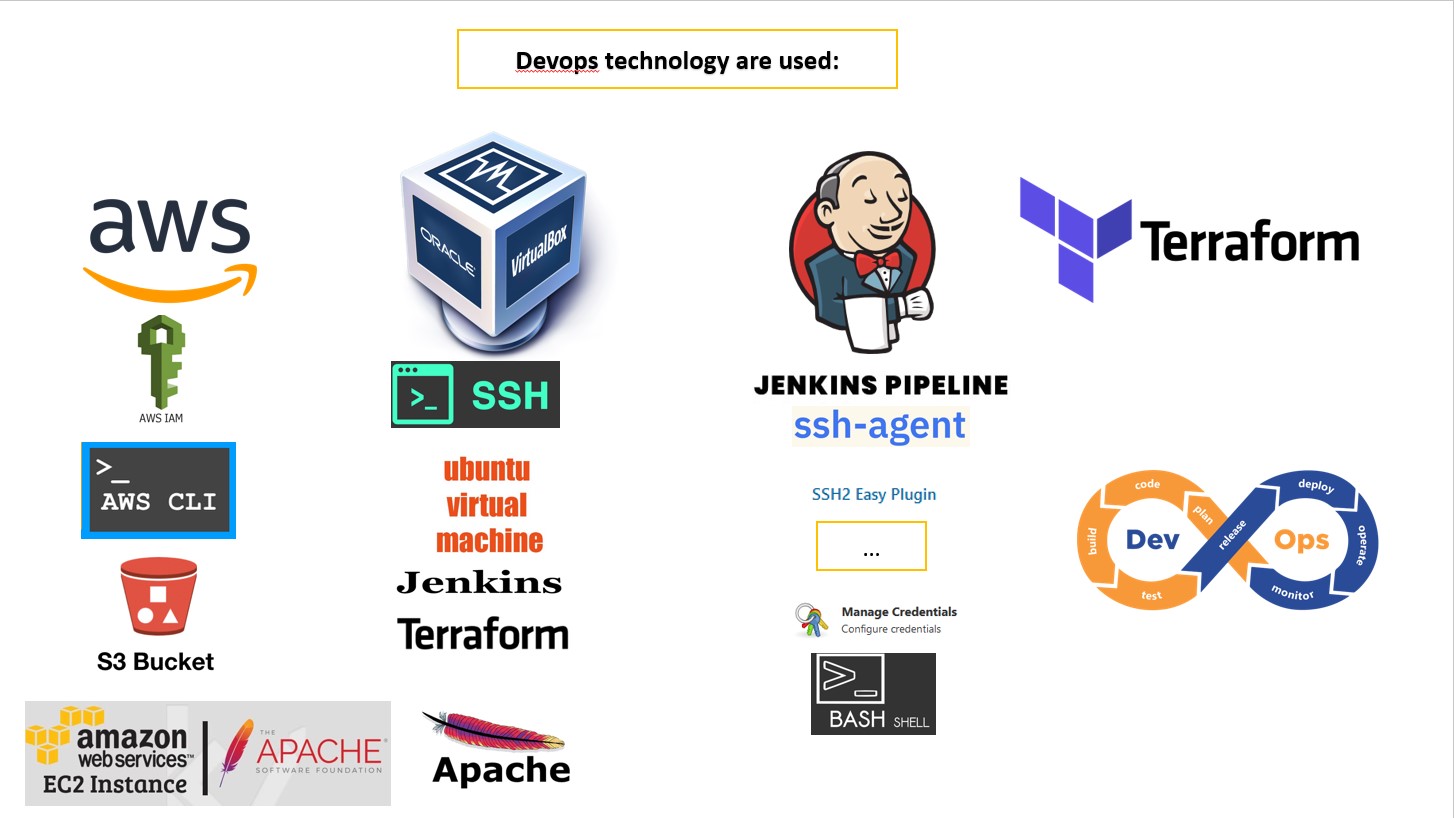 Devops technology are used:
aws
AWS IAM
>_
AWS CLI
S3 Bucket
amazon
web services™
EC2 Instance
THE
APACHE®
SOFTWARE FOUNDATION
ORACLE
VirtualBox
>_ SSH
ubuntu
virtual
machine
Jenkins
Terraform
Apache
JENKINS PIPELINE
ssh-agent
SSH2 Easy Plugin
...
Manage Credentials
Configure credentials
>_
BASH SHELL
Terraform
Dev
Ops
code
plan
build
test
release
deploy
operate
monitor